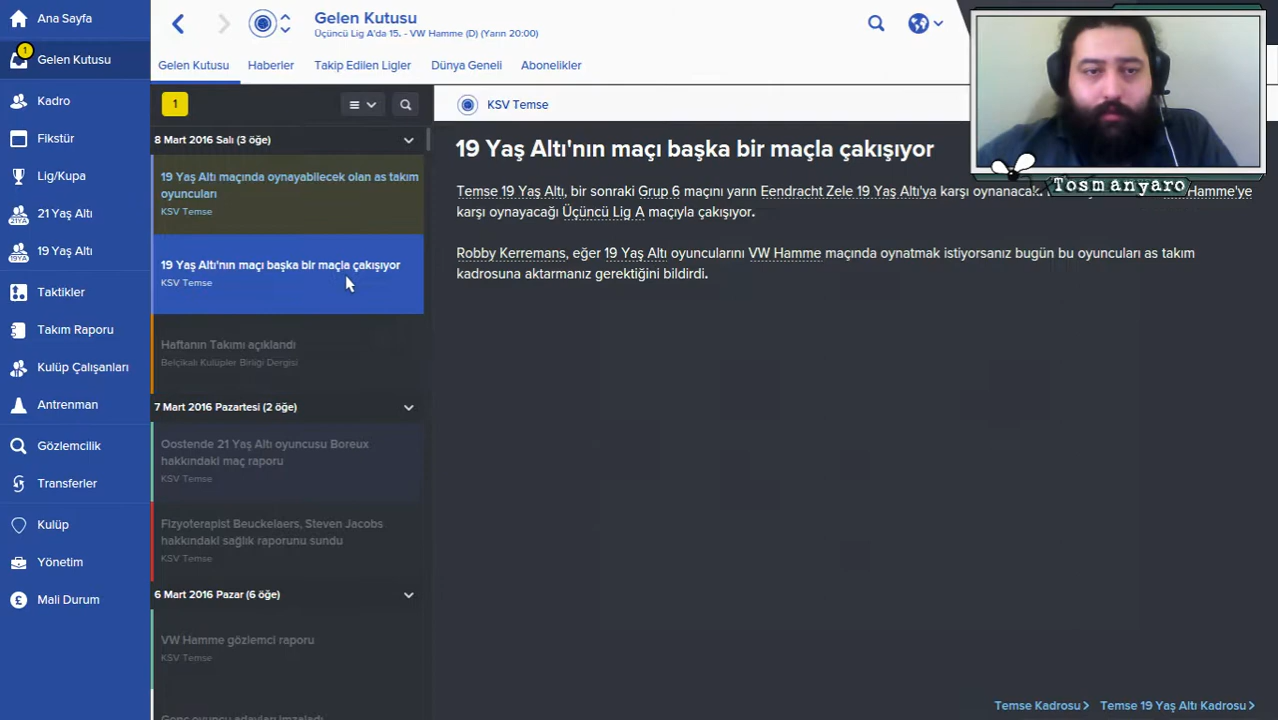 Ana Sayfa
1
Gelen Kutusu
Kadro
Fikstür
Lig/Kupa
21YA
21 Yaş Altı
19YA
19 Yaş Altı
Taktikler
Takım Raporu
Kulüp Çalışanları
Antrenman
Gözlemcilik
Transferler
Kulüp
Yönetim
Mali Durum
Gelen Kutusu
Üçüncü Lig A'da 15. - VW Hamme (D) (Yarın 20:00)
Gelen Kutusu
Haberler
Takip Edilen Ligler
Dünya Geneli
Abonelikler
1
8 Mart 2016 Salı (3 öğe)
19 Yaş Altı maçında oynayabilecek olan as takım
oyuncuları
KSV Temse
19 Yaş Altı'nın maçı başka bir maçla çakışıyor
KSV Temse
Haftanın Takımı açıklandı
Belçikalı Kulüpler Birliği Dergisi
7 Mart 2016 Pazartesi (2 öğe)
Oostende 21 Yaş Altı oyuncusu Boreux
hakkındaki maç raporu
KSV Temse
Fizyoterapist Beuckelaers, Steven Jacobs
hakkındaki sağlık raporunu sundu
KSV Temse
6 Mart 2016 Pazar (6 öğe)
VW Hamme gözlemci raporu
KSV Temse
Genç oyuncu adayları imzaladı
KSV Temse
19 Yaş Altı'nın maçı başka bir maçla çakışıyor
Temse 19 Yaş Altı, bir sonraki Grup 6 maçını yarın Eendracht Zele 19 Yaş Altı'ya karşı oynanacak. Hamme'ye
karşı oynayacağı Üçüncü Lig A maçıyla çakışıyor.
Robby Kerremans, eğer 19 Yaş Altı oyuncularını VW Hamme maçında oynatmak istiyorsanız bugün bu oyuncuları as takım
kadrosuna aktarmanız gerektiğini bildirdi.
Tosmanyaro
Temse Kadrosu
Temse 19 Yaş Altı Kadrosu